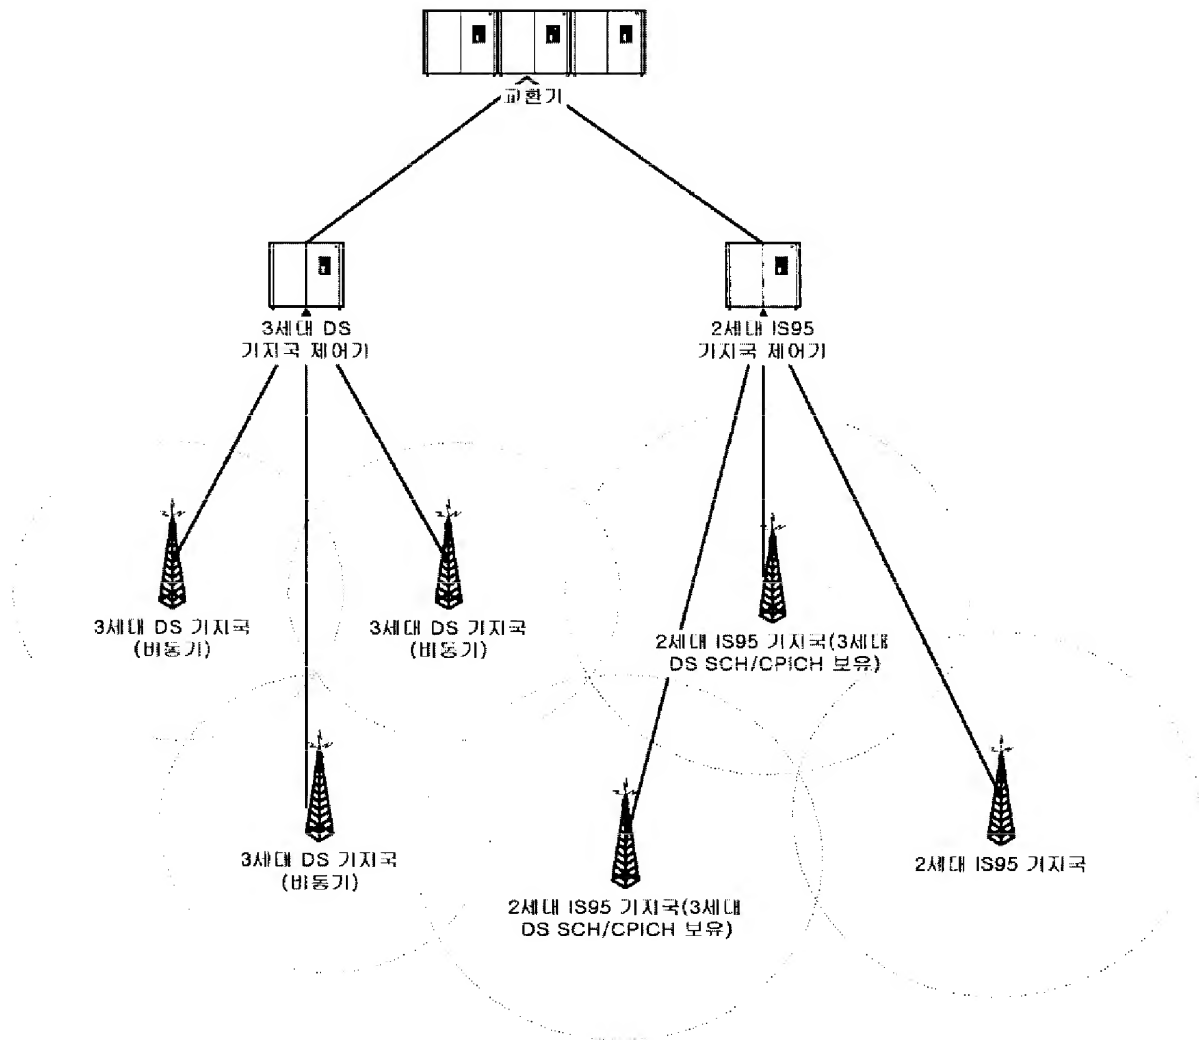 교환기
3세대 DS
기지국 제어기
2세대 IS95
기지국 제어기
3세대 DS 기지국
(비동기)
3세대 DS 기지국
(비동기)
2세대 IS95 기지국(3세대
DS SCH/CPICH 보유)
3세대 DS 기지국
(비동기)
2세대 IS95 기지국(3세대
DS SCH/CPICH 보유)
2세대 IS95 기지국